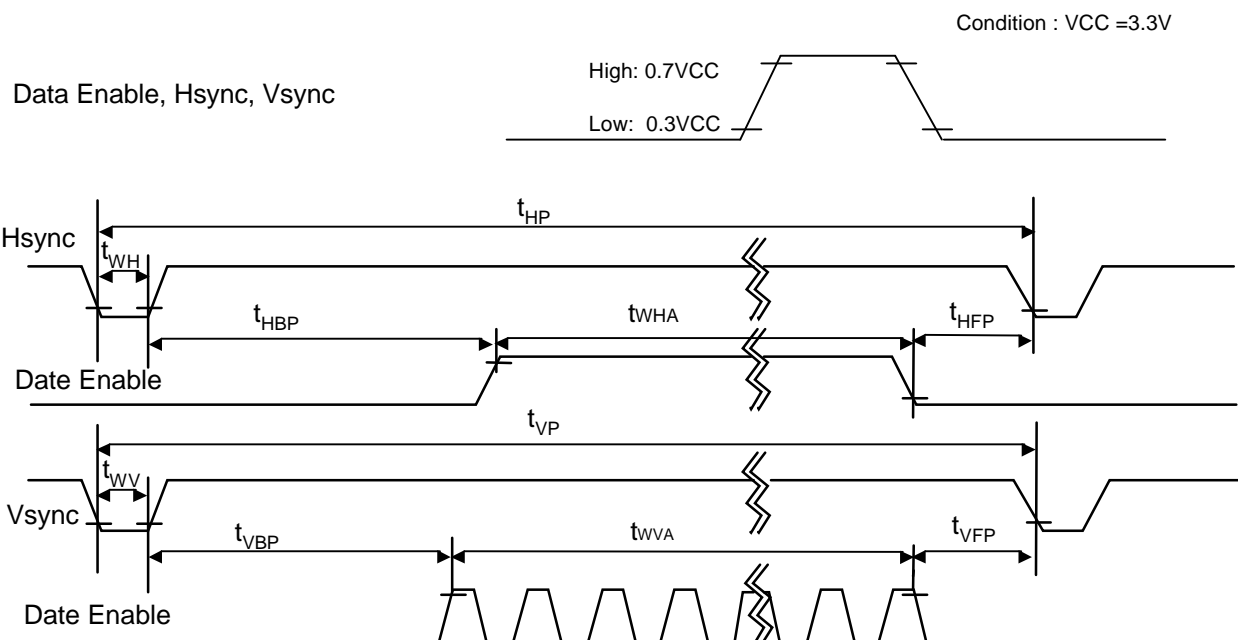 Condition : VCC =3.3V
High: 0.7VCC
Data Enable, Hsync, Vsync
Low: 0.3VCC
tHP
Hsync
tWH
tHBP
tWHA
tHFP
Date Enable
tVP
tWV
Vsync
tVBP
tWVA
tVFP
Date Enable